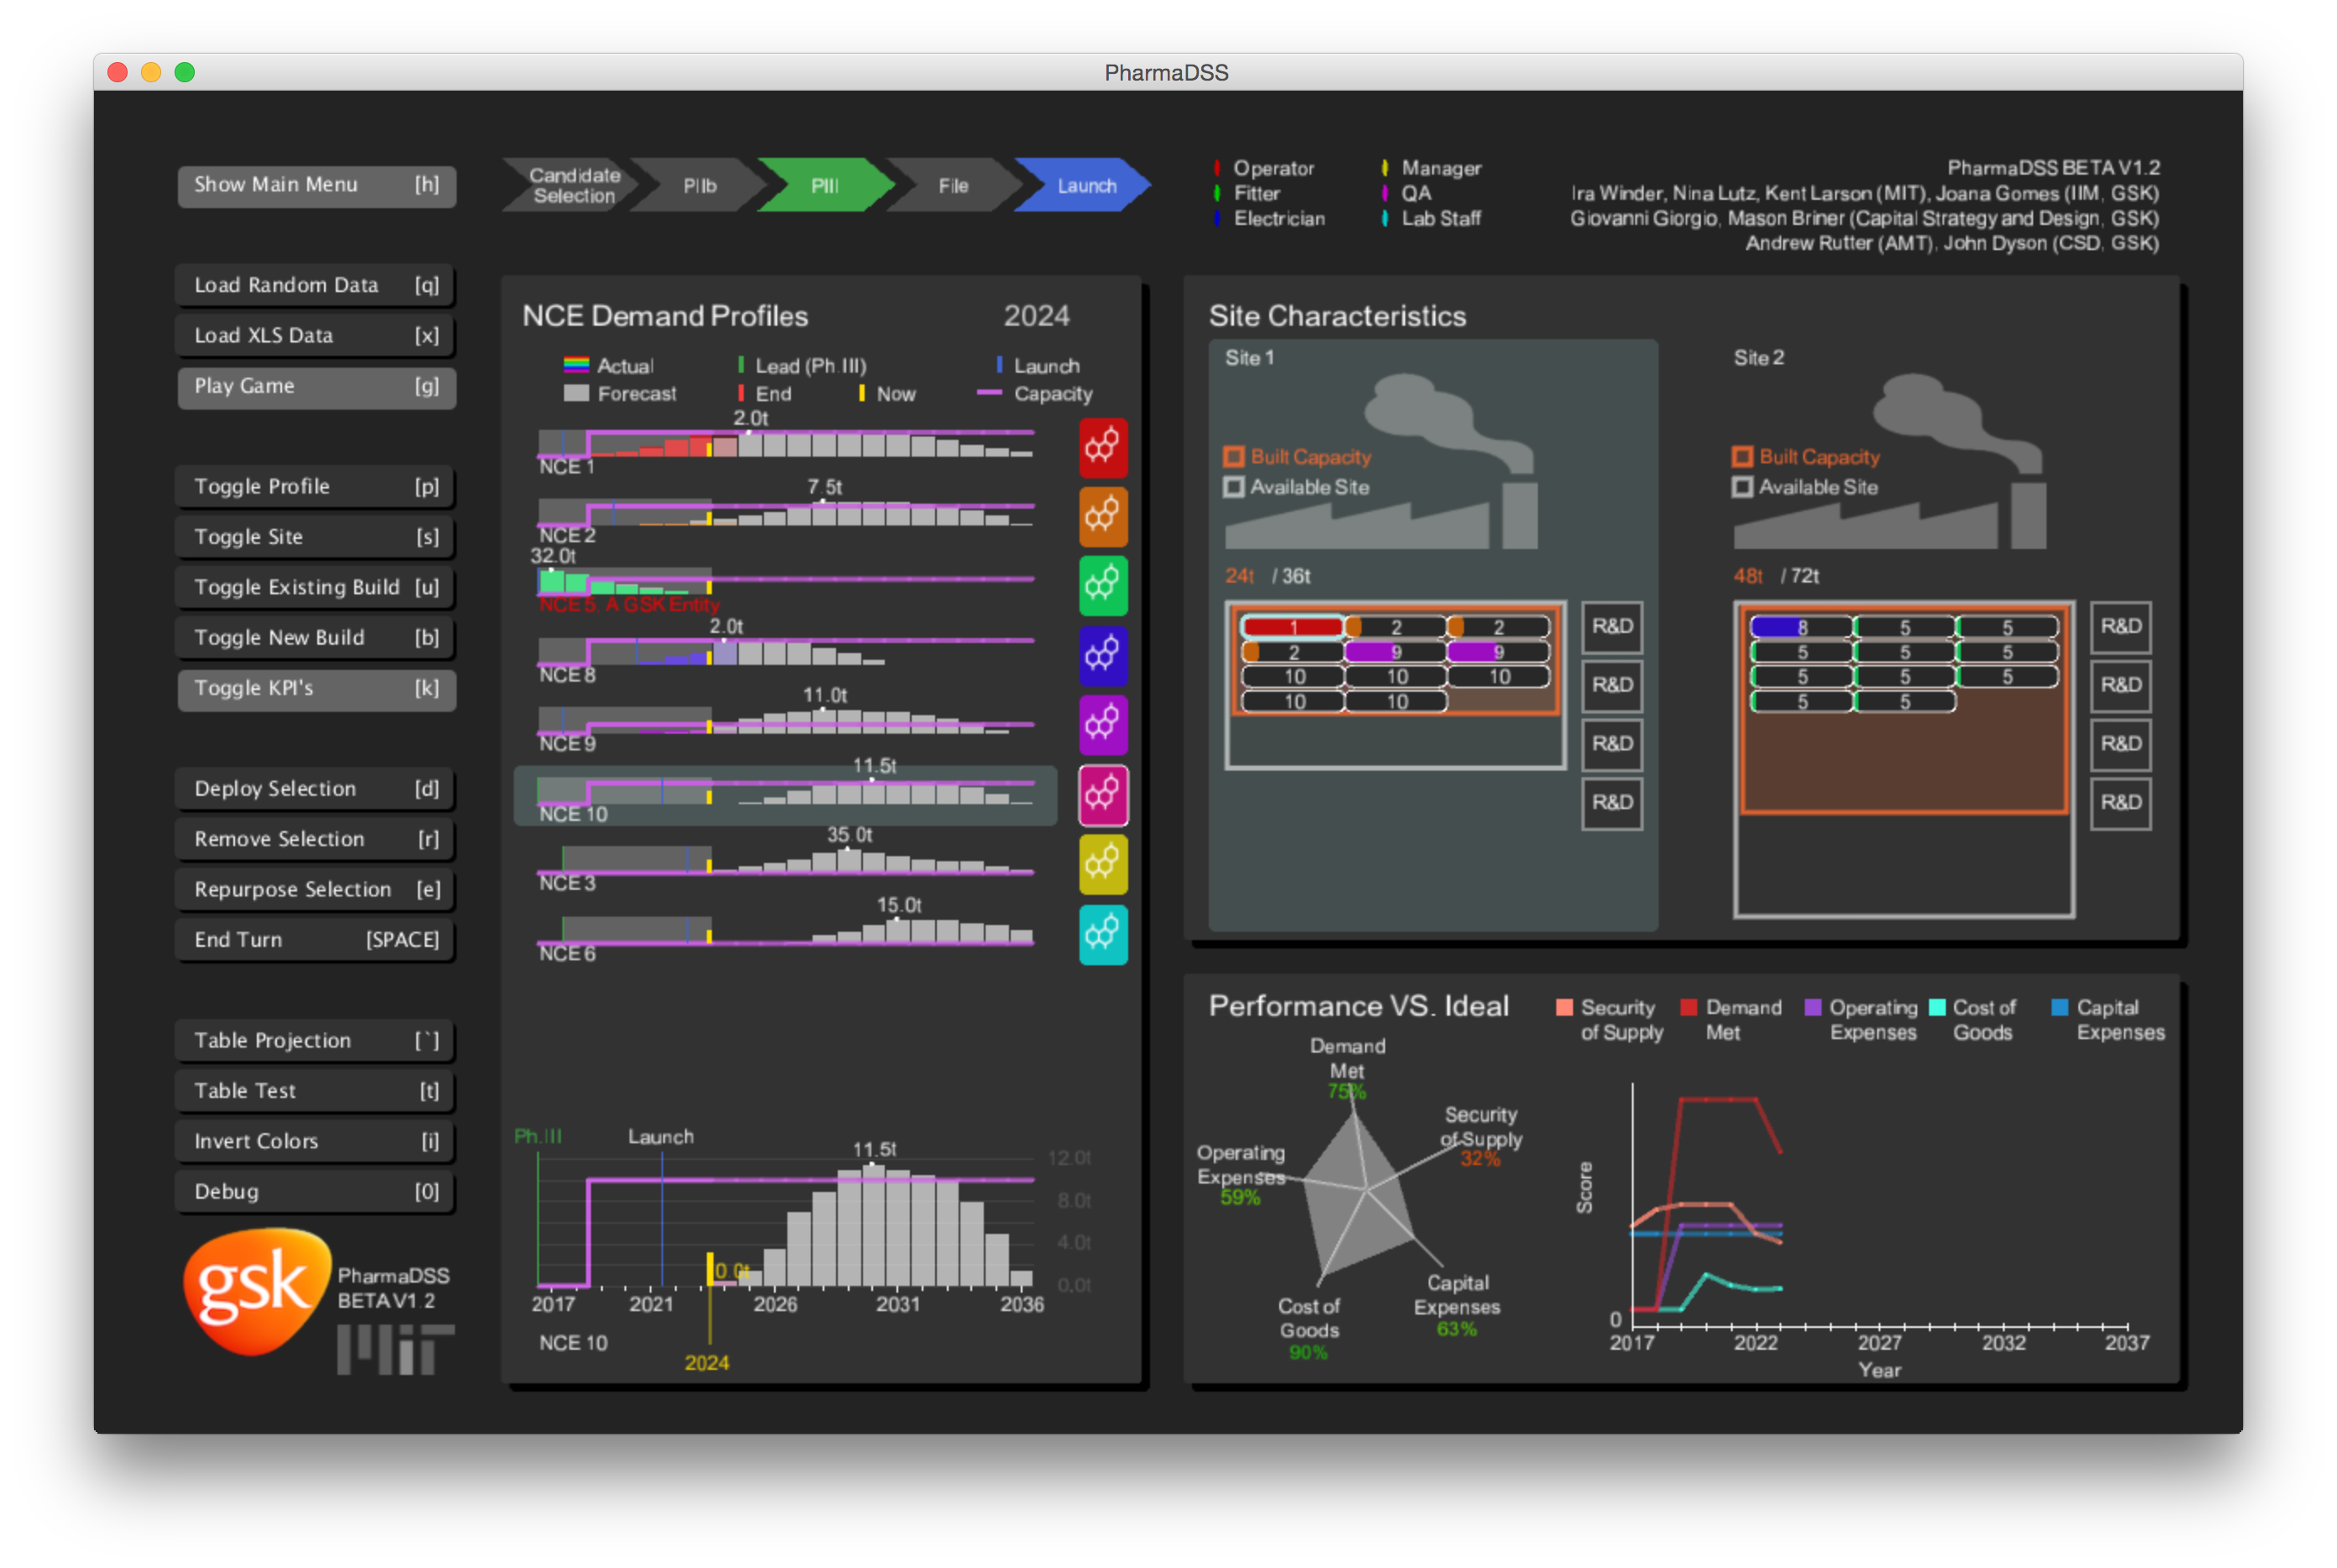 PharmaDSS
Show Main Menu [h]
Load Random Data [q]
Load XLS Data [x]
Play Game [g]
Toggle Profile [p]
Toggle Site [s]
Toggle Existing Build [u]
Toggle New Build [b]
Toggle KPI's [k]
Deploy Selection [d]
Remove Selection [r]
Repurpose Selection [e]
End Turn [SPACE]
Table Projection [`]
Table Test [t]
Invert Colors [i]
Debug [0]
gsk
PharmaDSS
BETA V1.2
MIT
Candidate
Selection
PIIb
PIII
File
Launch
Operator
Fitter
Electrician
Manager
QA
Lab Staff
PharmaDSS BETA V1.2
Ira Winder, Nina Lutz, Kent Larson (MIT), Joana Gomes (IIM, GSK)
Giovanni Giorgio, Mason Briner (Capital Strategy and Design, GSK)
Andrew Rutter (AMT), John Dyson (CSD, GSK)
NCE Demand Profiles 2024
Actual Lead (Ph.III) Launch
Forecast End Now Capacity
2.0t
NCE 1
7.5t
NCE 2
32.0t
NCE 5, A GSK Entity
2.0t
NCE 8
11.0t
NCE 9
11.5t
NCE 10
35.0t
NCE 3
15.0t
NCE 6
Ph.III Launch
11.5t
12.0t
8.0t
4.0t
0.0t
0.0t
2017 2021 2026 2031 2036
NCE 10
2024
Site Characteristics
Site 1
Built Capacity
Available Site
24t / 36t
1 2 2
2 9 9
10 10 10
10 10
R&D
R&D
R&D
R&D
Site 2
Built Capacity
Available Site
48t / 72t
8 5 5
5 5 5
5 5 5
5 5
R&D
R&D
R&D
R&D
Performance VS. Ideal
Security
of Supply
Demand
Met
Operating
Expenses
Cost of
Goods
Capital
Expenses
Demand
Met
75%
Security
of Supply
32%
Operating
Expenses
59%
Capital
Expenses
63%
Cost of
Goods
90%
Score
0
2017 2022 2027 2032 2037
Year